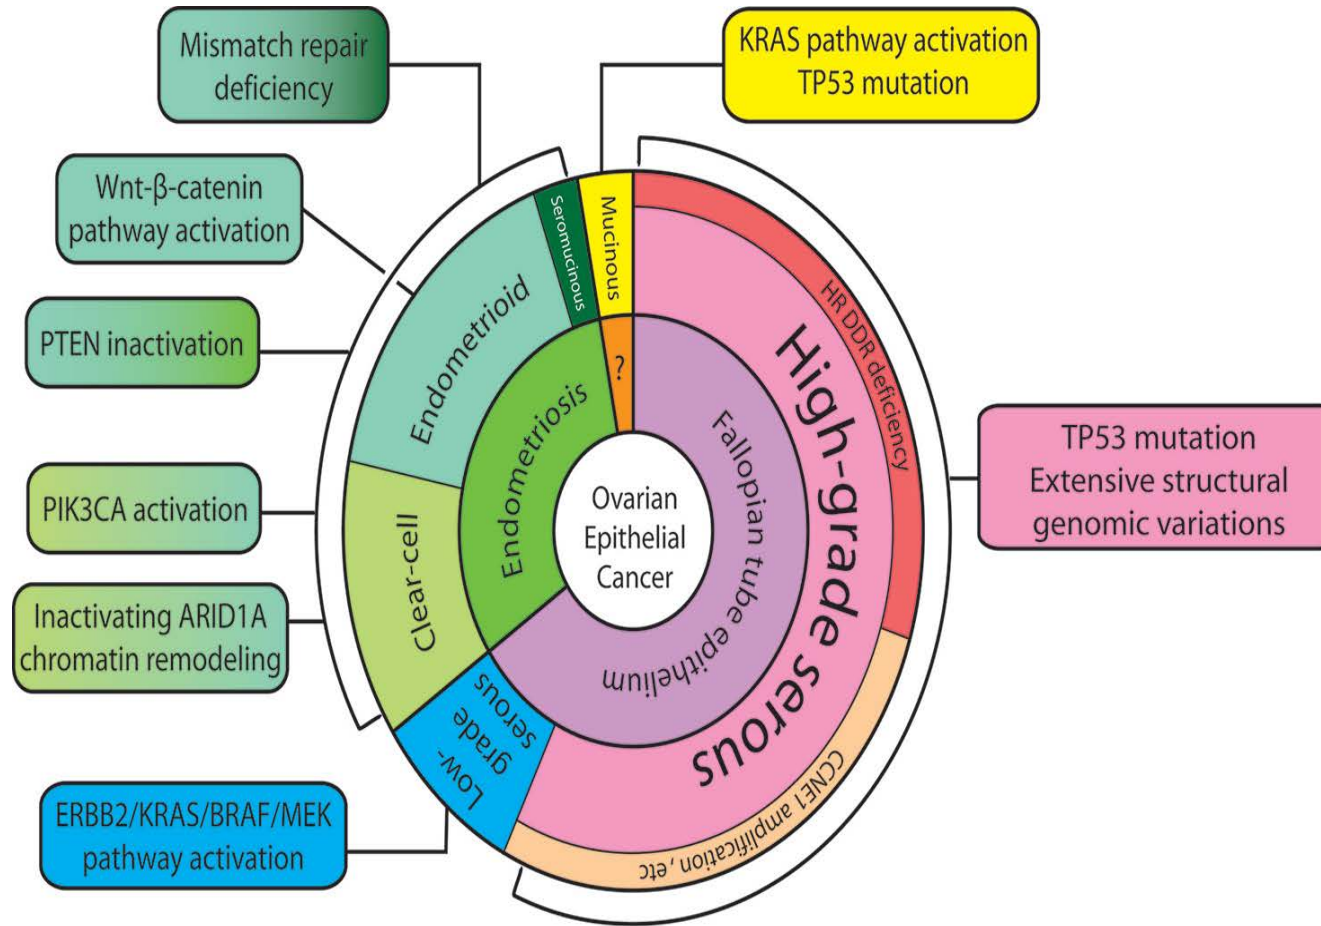 Mismatch repair
deficiency
KRAS pathway activation
TP53 mutation
Wnt-β-catenin
pathway activation
PTEN inactivation
PIK3CA activation
Inactivating ARID1A
chromatin remodeling
ERBB2/KRAS/BRAF/MEK
pathway activation
TP53 mutation
Extensive structural
genomic variations
Seromucinous
Mucinous
Endometrioid
Clear-cell
Low-
grade
serous
High-grade serous
HR DDR deficiency
CCNE1 amplification, etc
Endometriosis
?
Fallopian tube epithelium
Ovarian
Epithelial
Cancer